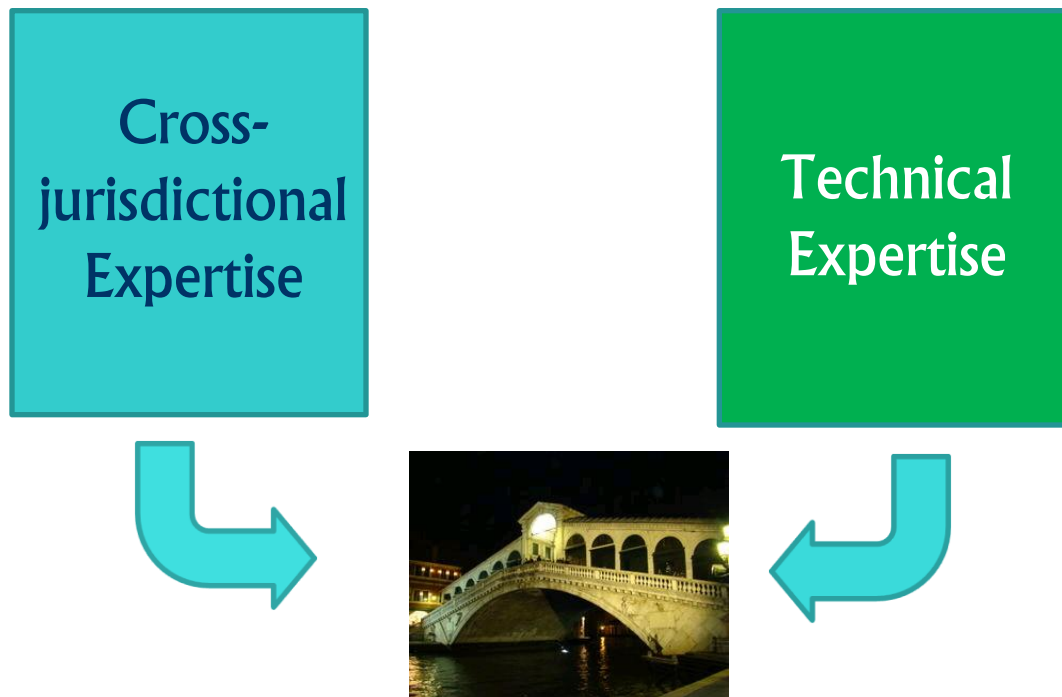 Cross-
jurisdictional
Expertise
Technical
Expertise